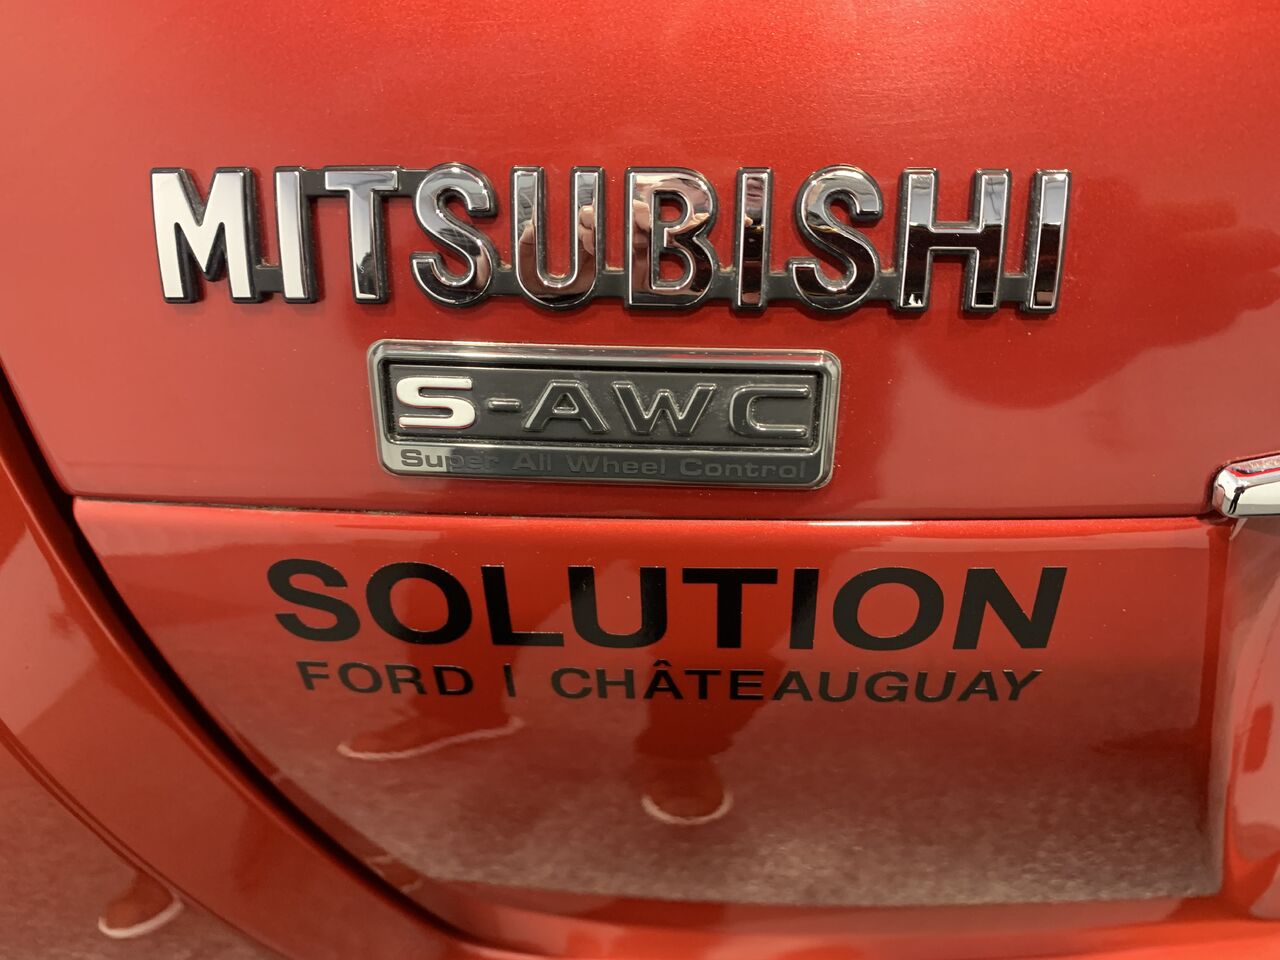 MITSUBISHI
S-AWC
Super All Wheel Control
SOLUTION
FORD | CHÂTEAUGUAY